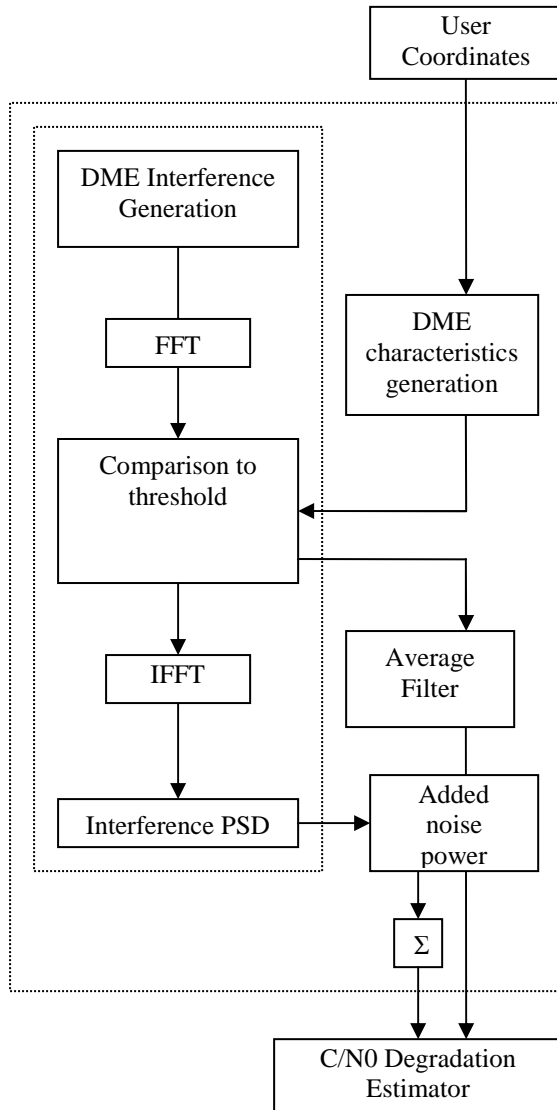 User
Coordinates
DME Interference
Generation
FFT
DME
characteristics
generation
Comparison to
threshold
IFFT
Average
Filter
Interference PSD
Added
noise
power
Σ
C/N0 Degradation
Estimator